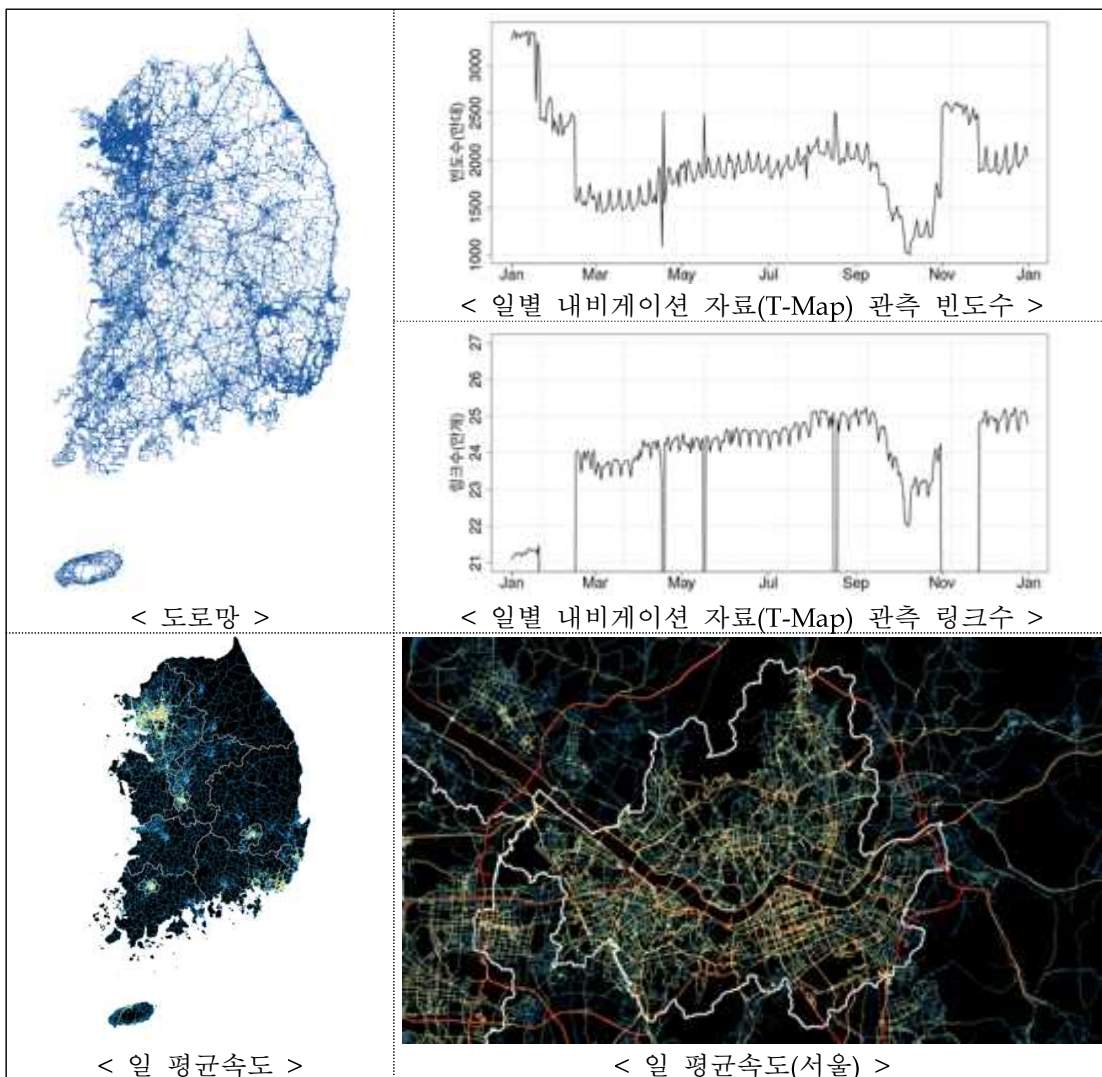 3000
2500
2000
1500
1000
빈도수(만대)
Jan Mar May Jul Sep Nov Jan
< 일별 내비게이션 자료(T-Map) 관측 빈도수 >
27
26
25
24
23
22
21
링크수(만개)
Jan Mar May Jul Sep Nov Jan
< 도로망 >
< 일별 내비게이션 자료(T-Map) 관측 링크수 >
< 일 평균속도 >
< 일 평균속도(서울) >